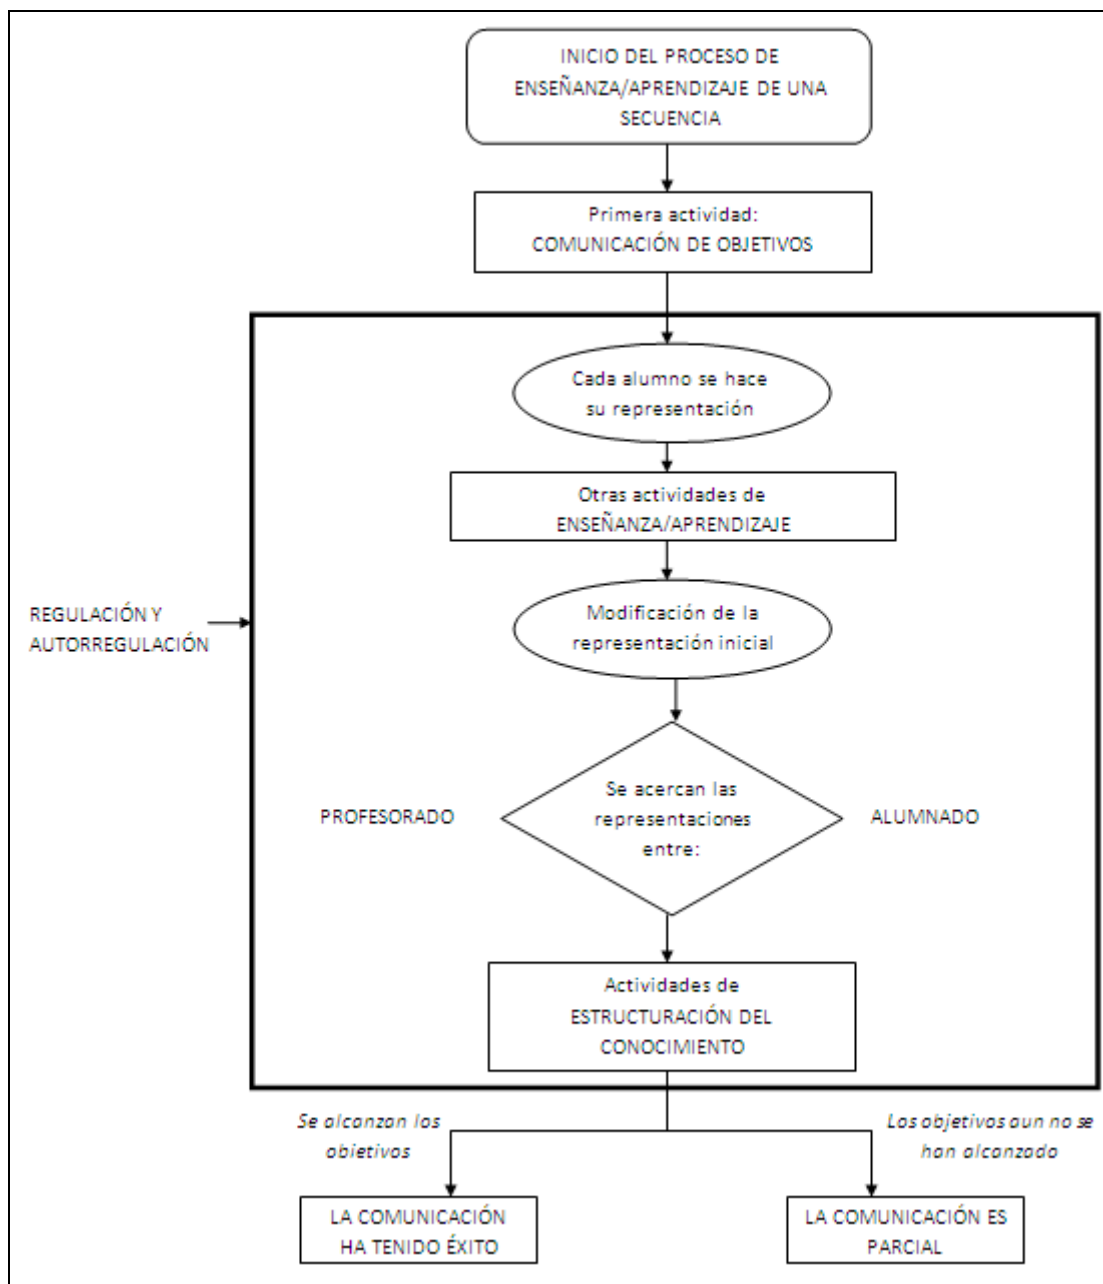 INICIO DEL PROCESO DE
ENSEÑANZA/APRENDIZAJE DE UNA
SECUENCIA
Primera actividad:
COMUNICACIÓN DE OBJETIVOS
Cada alumno se hace
su representación
Otras actividades de
ENSEÑANZA/APRENDIZAJE
REGULACIÓN Y
AUTORREGULACIÓN
Modificación de la
representación inicial
PROFESORADO
Se acercan las
representaciones
entre:
ALUMNADO
Actividades de
ESTRUCTURACIÓN DEL
CONOCIMIENTO
Se alcanzan los
objetivos
Los objetivos aun no se
han alcanzado
LA COMUNICACIÓN
HA TENIDO ÉXITO
LA COMUNICACIÓN ES
PARCIAL